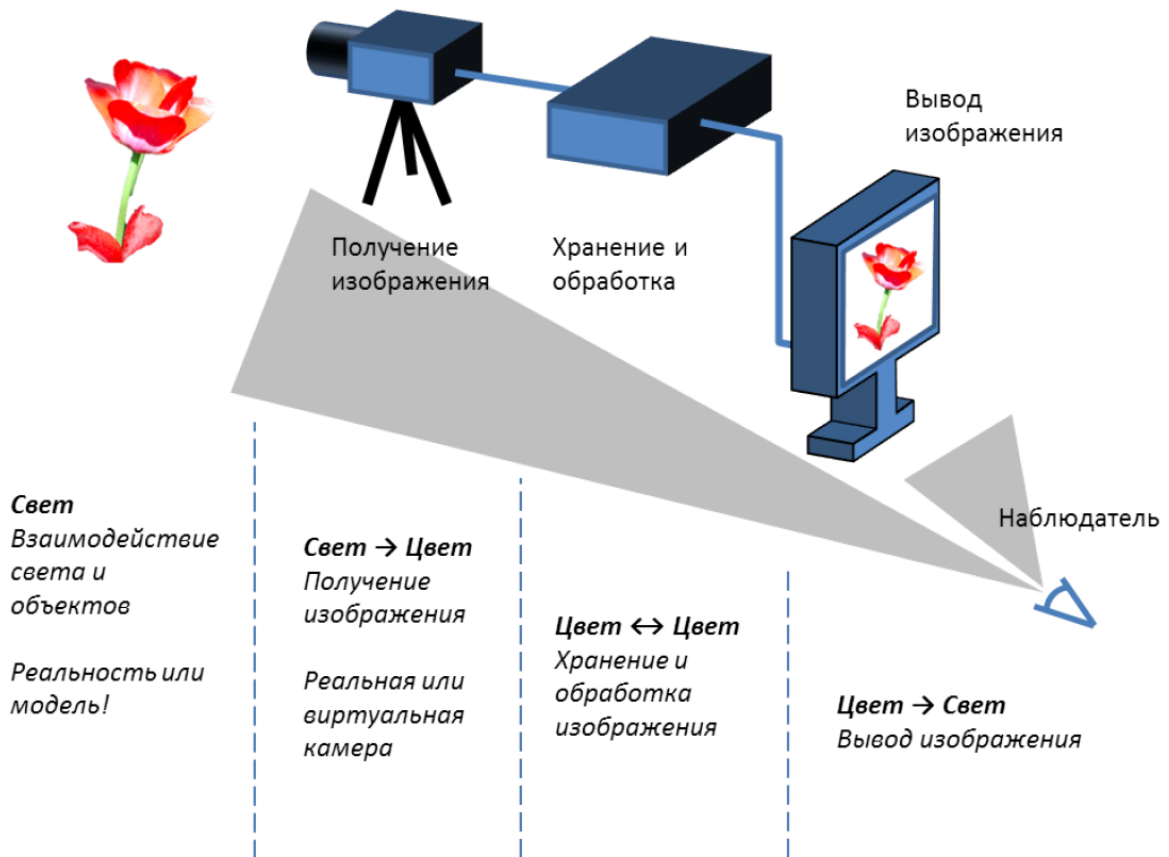 Вывод
изображения
Получение
изображения
Хранение и
обработка
Наблюдатель
Свет
Взаимодействие
света и
объектов
Реальность или
модель!
Свет → Цвет
Получение
изображения
Реальная или
виртуальная
камера
Цвет ↔ Цвет
Хранение и
обработка
изображения
Цвет → Свет
Вывод изображения